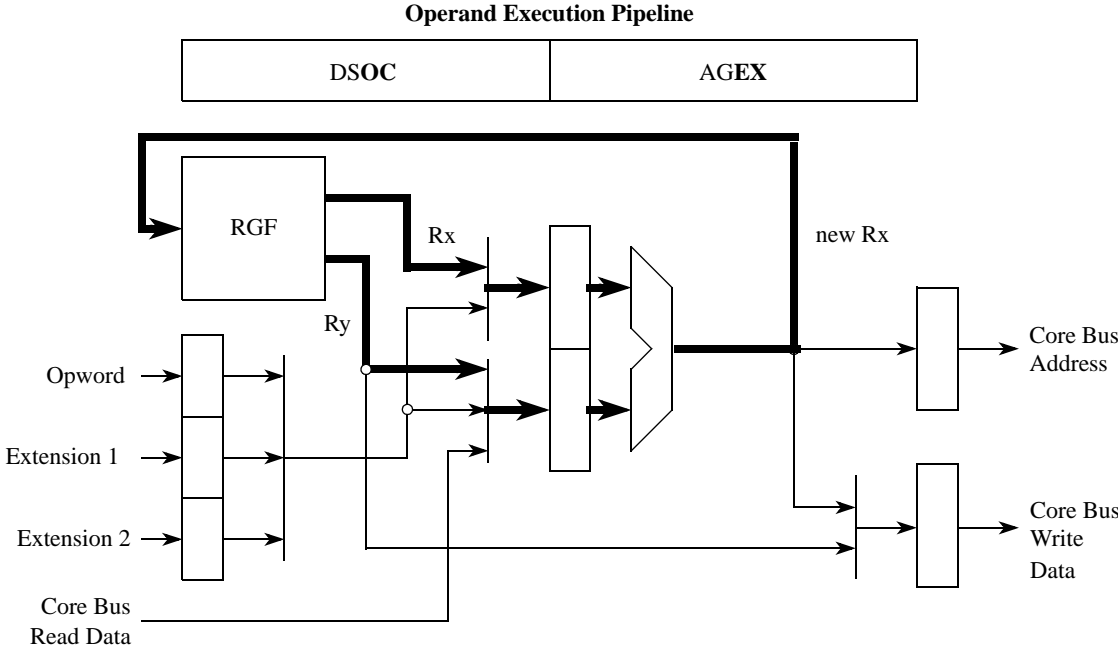 Operand Execution Pipeline
DSOC
AGEX
RGF
Rx
new Rx
Ry
Opword
Extension 1
Extension 2
Core Bus
Read Data
Core Bus
Address
Core Bus
Write
Data